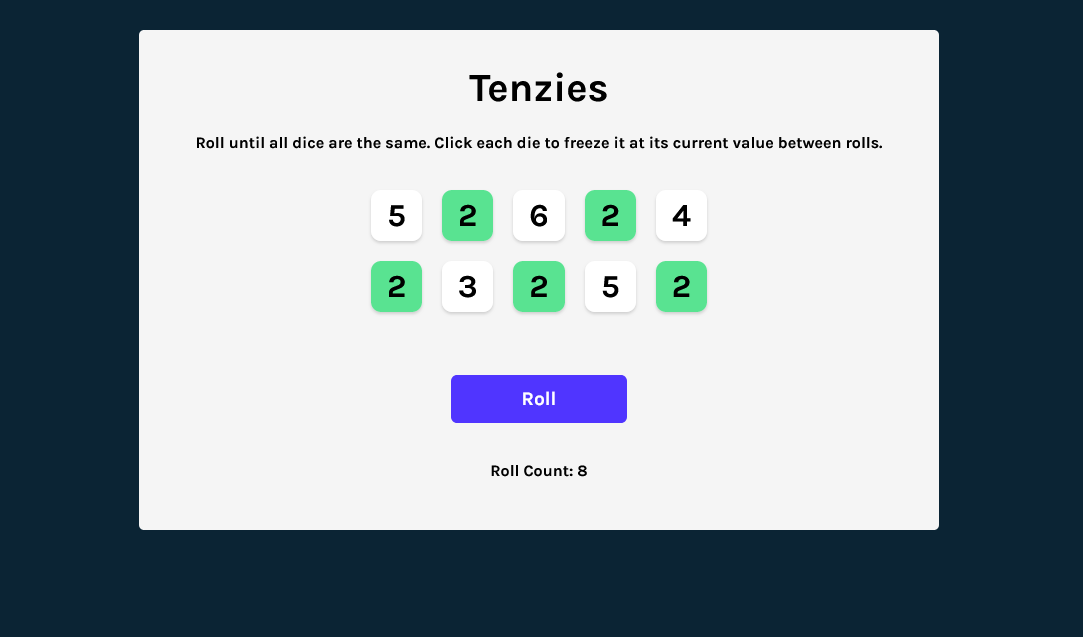 Tenzies
Roll until all dice are the same. Click each die to freeze it at its current value between rolls.
5 2 6 2 4
2 3 2 5 2
Roll
Roll Count: 8